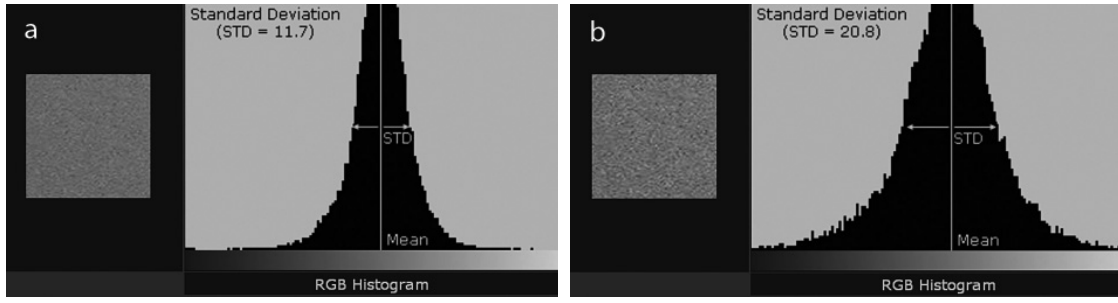 a
Standard Deviation
(STD = 11.7)
STD
Mean
RGB Histogram
b
Standard Deviation
(STD = 20.8)
STD
Mean
RGB Histogram